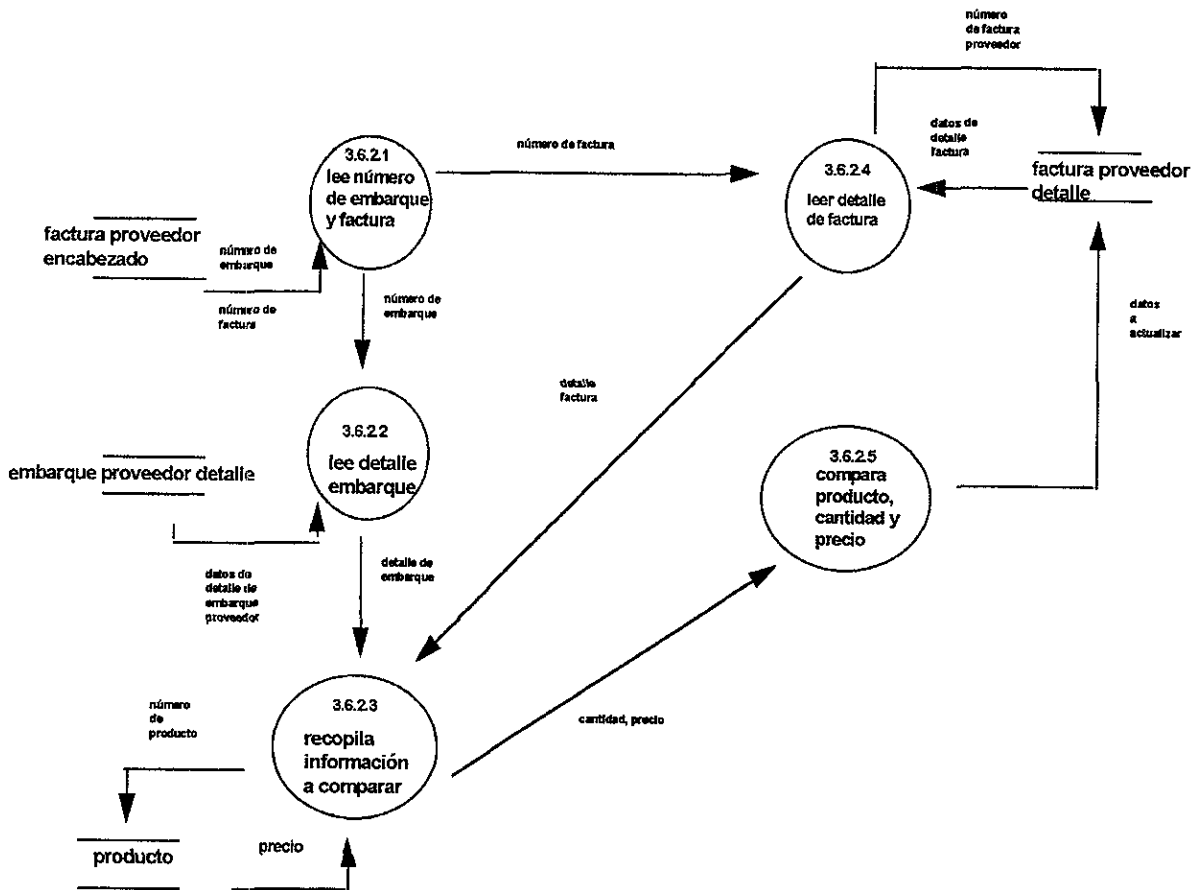 número
de factura
proveedor
3.6.2.1
lee número
de embarque
y factura
número de factura
3.6.2.4
leer detalle
de factura
datos de
detalle
factura
factura proveedor
detalle
factura proveedor
encabezado
número de
embarque
número de
factura
número de
embarque
datos
a
actualizar
detalle
factura
3.6.2.2
lee detalle
embarque
embarque proveedor detalle
3.6.2.5
compara
producto,
cantidad y
precio
datos de
detalle de
embarque
proveedor
detalle de
embarque
número
de
producto
3.6.2.3
recopila
información
a comparar
cantidad, precio
producto
precio